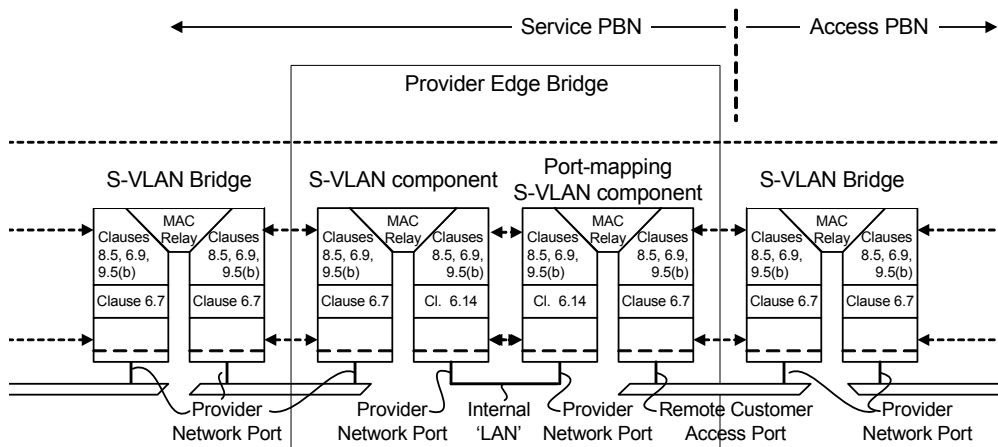 Service PBN
Access PBN
Provider Edge Bridge
S-VLAN Bridge
S-VLAN component
Port-mapping
S-VLAN component
S-VLAN Bridge
MAC
Relay
Clauses
8.5, 6.9,
9.5(b)
Clauses
8.5, 6.9,
9.5(b)
Clause 6.7
Clause 6.7
MAC
Relay
Clauses
8.5, 6.9,
9.5(b)
Clauses
8.5, 6.9,
9.5(b)
Clause 6.7
Cl. 6.14
MAC
Relay
Clauses
8.5, 6.9,
9.5(b)
Clauses
8.5, 6.9,
9.5(b)
Cl. 6.14
Clause 6.7
MAC
Relay
Clauses
8.5, 6.9,
9.5(b)
Clauses
8.5, 6.9,
9.5(b)
Clause 6.7
Clause 6.7
Provider
Network Port
Provider
Network Port
Internal
‘LAN’
Provider
Network Port
Remote Customer
Access Port
Provider
Network Port